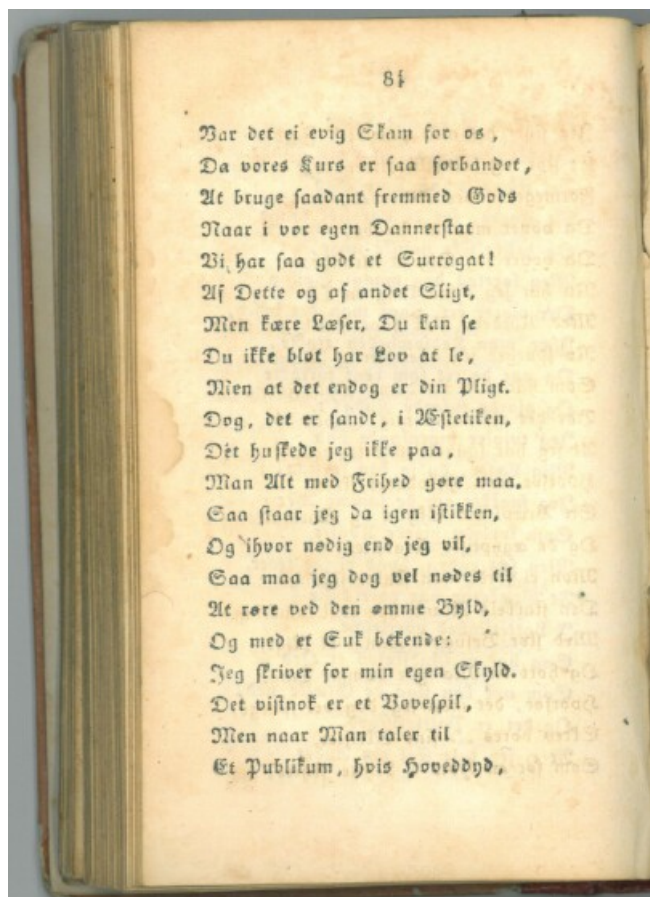 84
Var det ei evig Skam for os,
Da vores Kurs er saa forbandet,
At bruge saadant fremmed Gods
Naar i vor egen Dannerstat
Vi har saa godt et Surrogat!
Af Dette og af andet Sligt,
Men kære Læser, Du kan se
Du ikke blot har Lov at le,
Men at det endog er din Pligt.
Dog, det er sandt, i Æstetiken,
Det huskede jeg ikke paa,
Man Alt med Frihed gøre maa.
Saa staar jeg da igen istikken,
Og ihvor nødig end jeg vil,
Saa maa jeg dog vel nødes til
At røre ved den ømme Byld,
Og med et Suk bekende:
Jeg skriver for min egen Skyld.
Det vistnok er et Vovespil,
Men naar Man taler til
Et Publikum, hvis Hoveddyd,